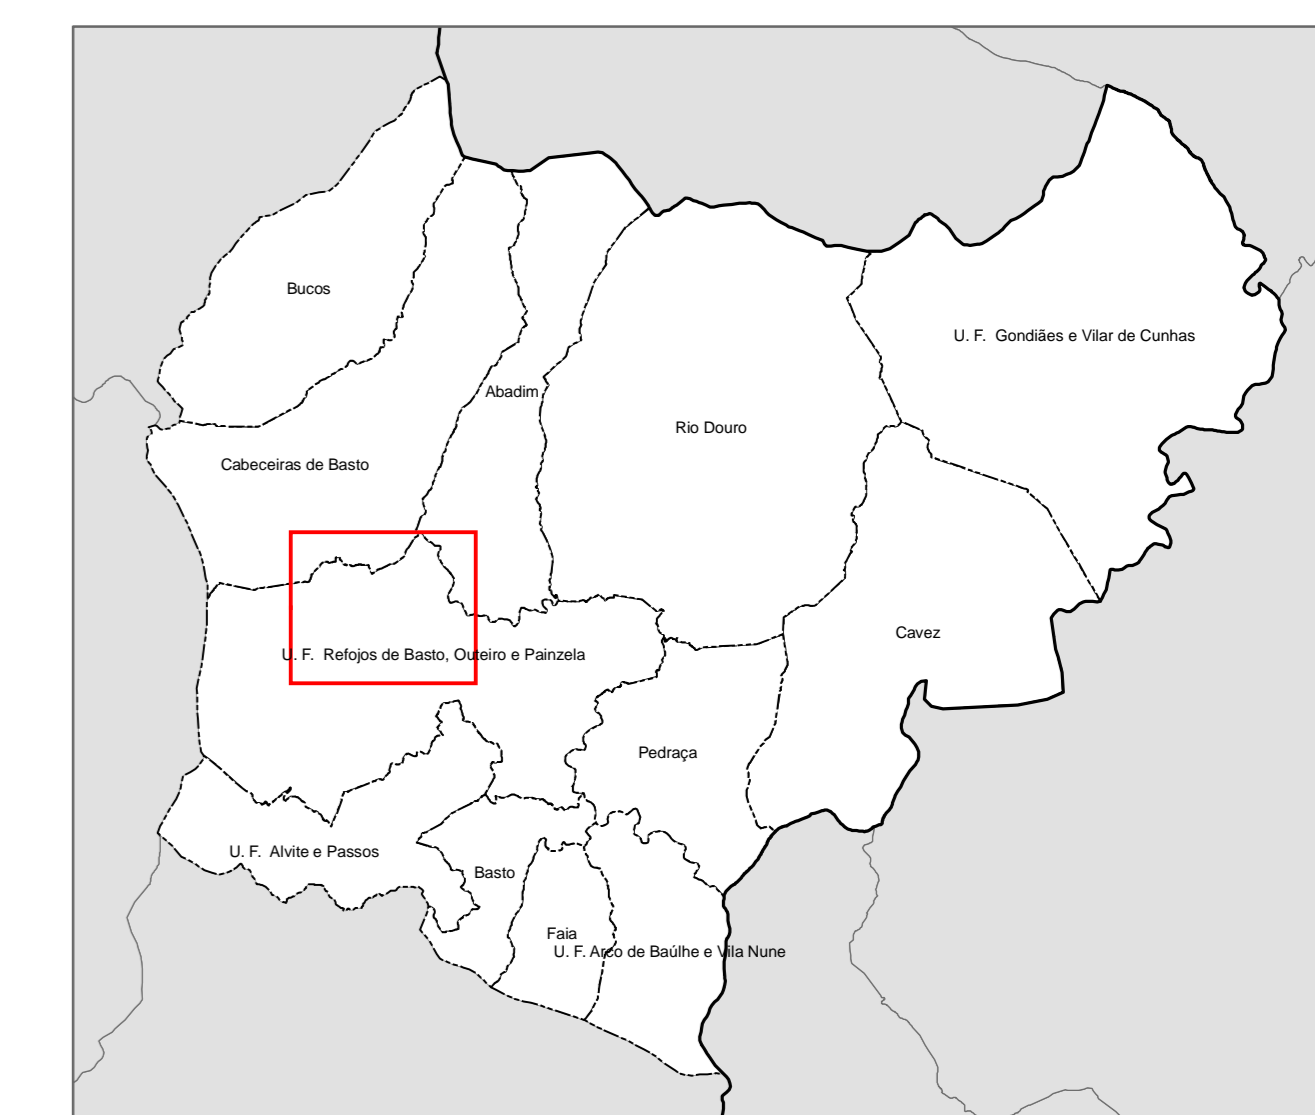 Bucos
U. F. Gondiães e Vilar de Cunhas
Abadim
Rio Douro
Cabeceiras de Basto
Cavez
U. F. Refojos de Basto, Outeiro e Painzela
Pedraça
U. F. Alvite e Passos
Basto
Faia
U. F. Arco de Baúlhe e Vila Nune